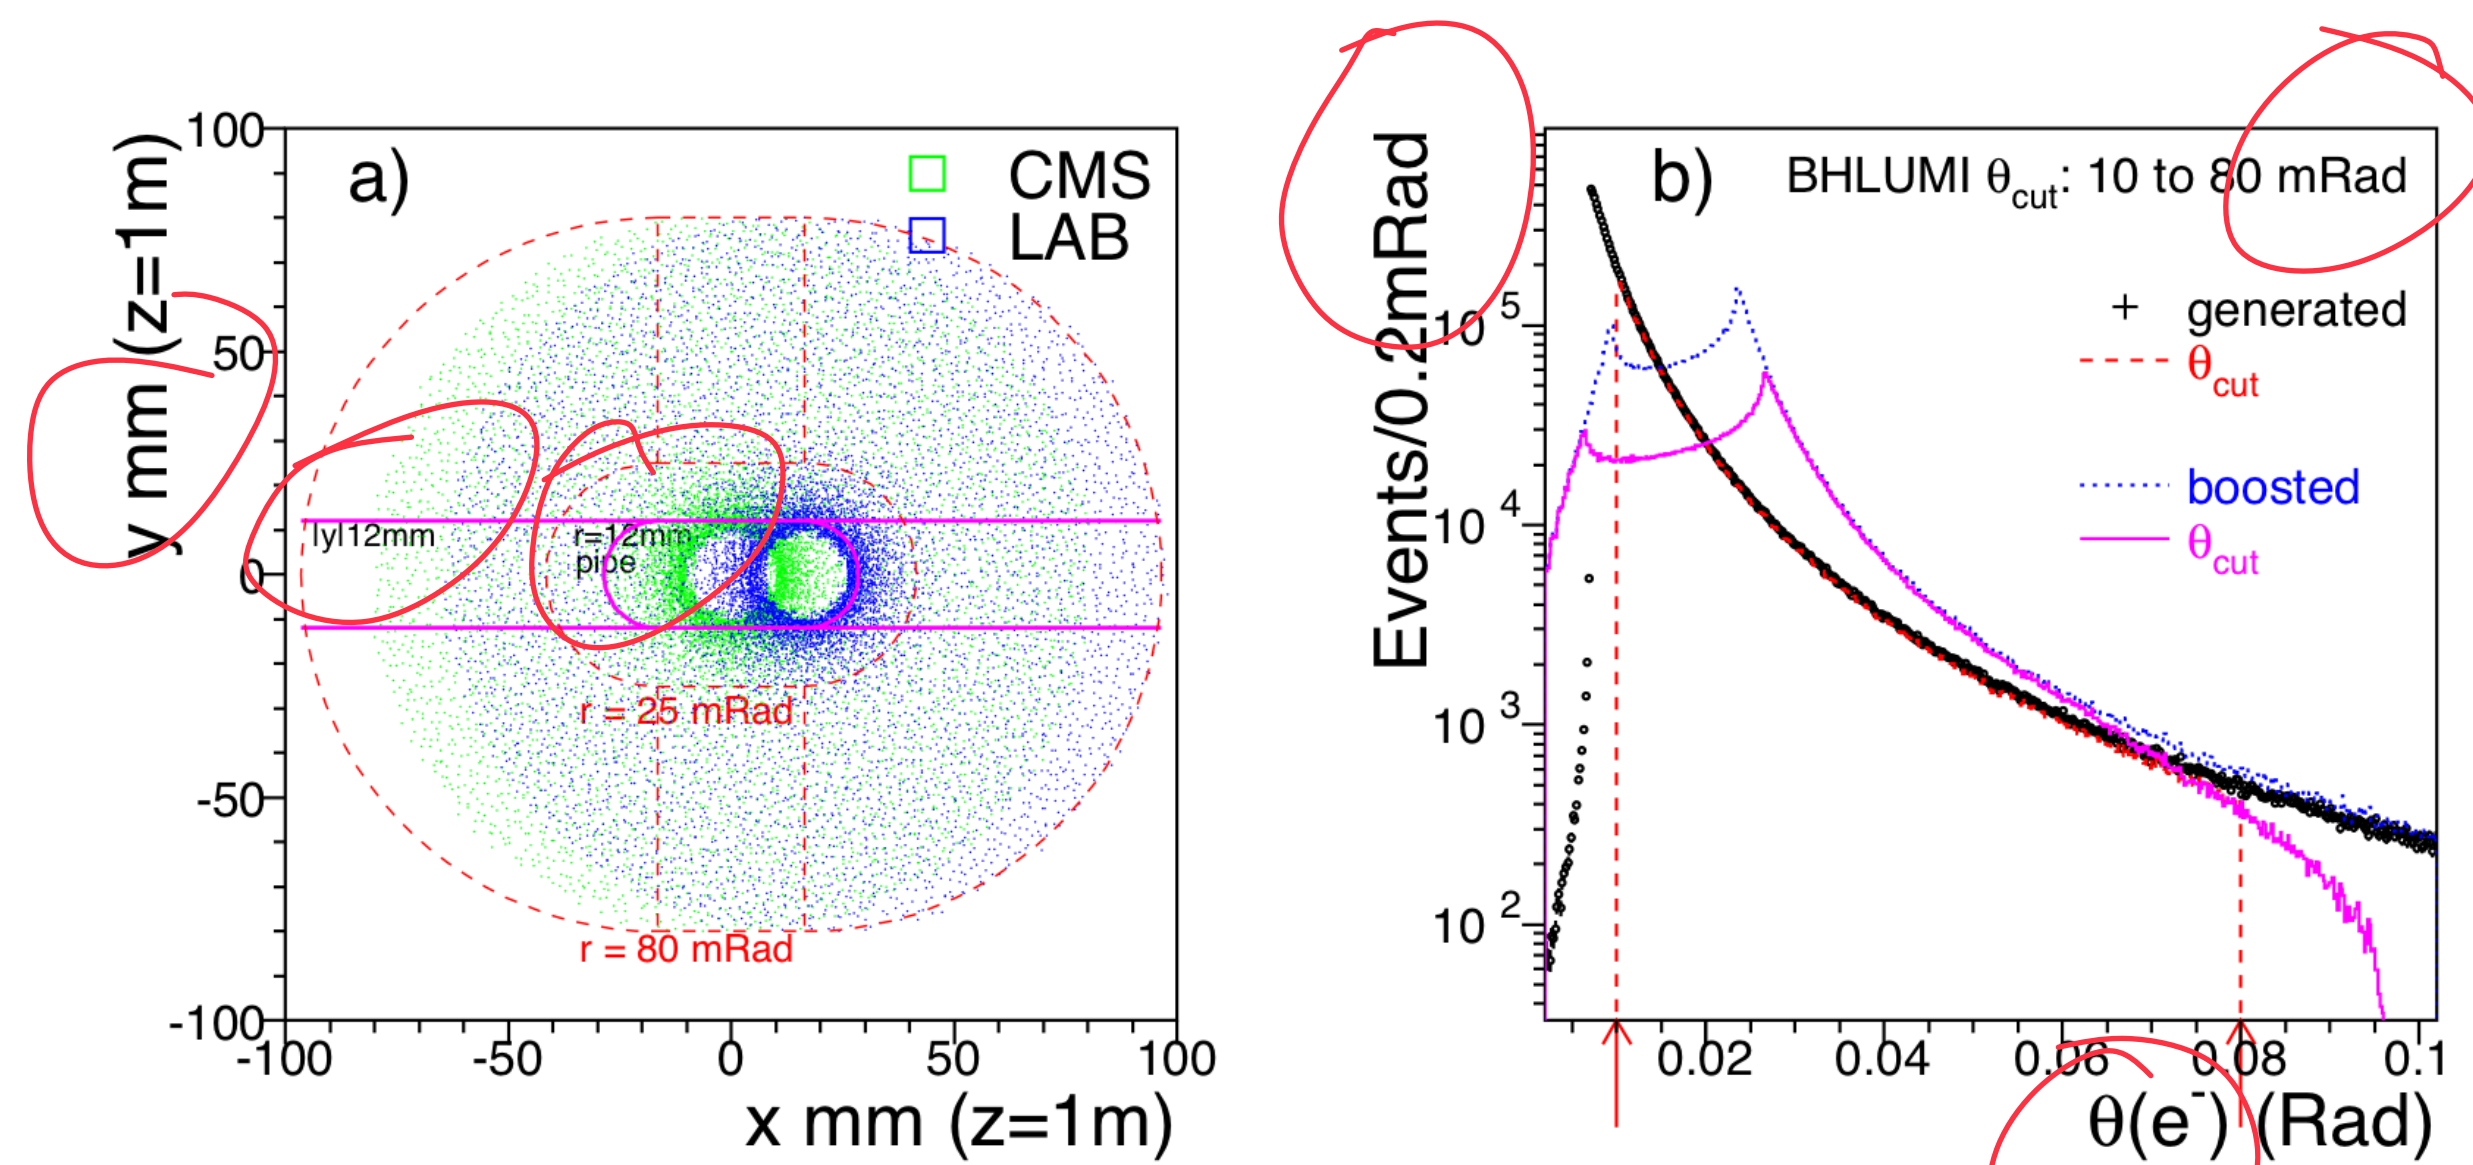 a)
CMS
LAB
100
50
0
-50
-100
y mm (z=1m)
|y|12mm
r=12mm
pipe
r = 25 mRad
r = 80 mRad
-100 -50 0 50 100
x mm (z=1m)
b) BHLUMI θcut: 10 to 80 mRad
+ generated
θcut
boosted
θcut
10 5
10 4
10 3
10 2
Events/0.2mRad
0.02 0.04 0.06 0.08 0.1
θ(e-) (Rad)